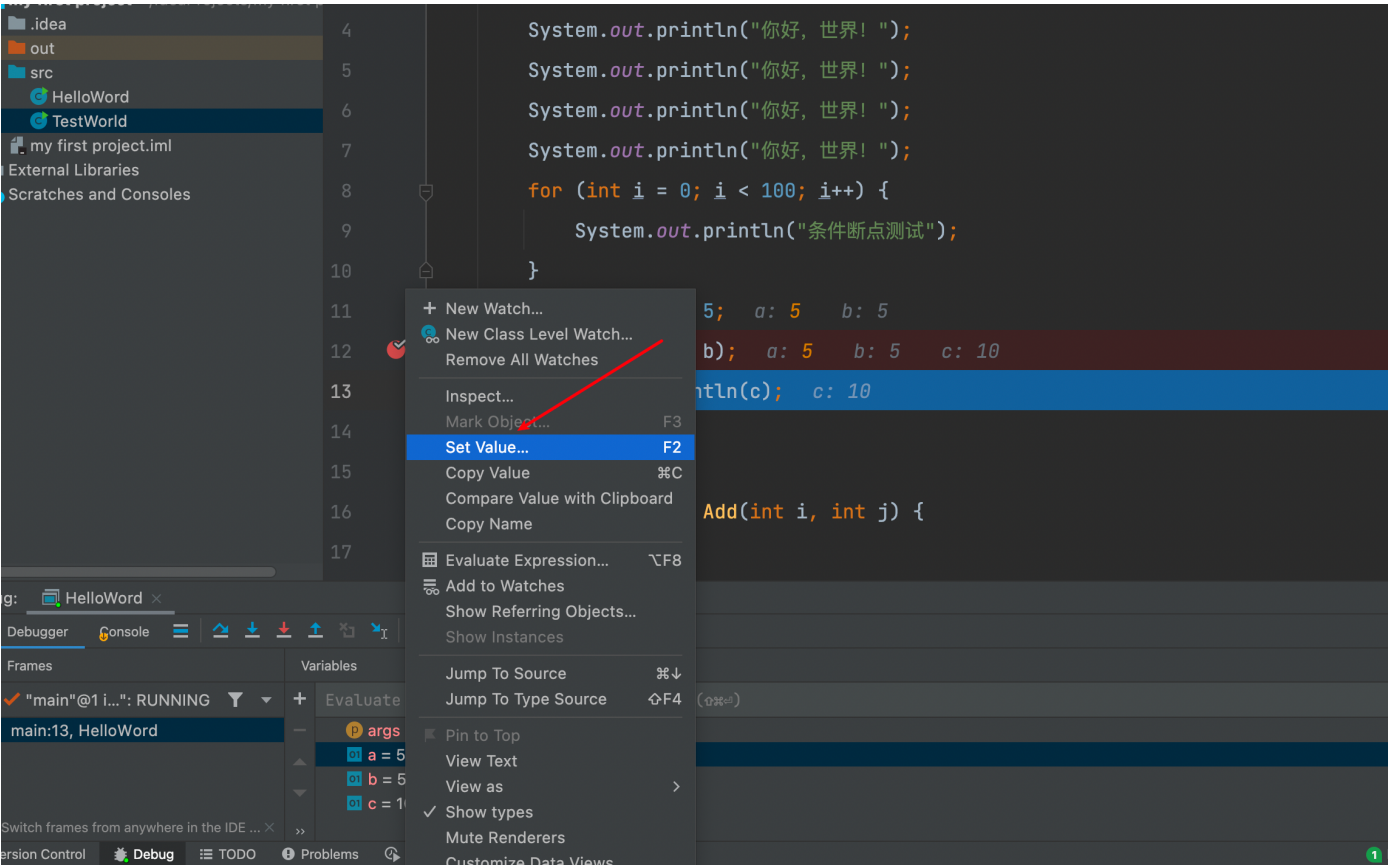 .idea
out
src
HelloWord
TestWorld
my first project.iml
External Libraries
Scratches and Consoles
4 System.out.println("你好，世界！");
5 System.out.println("你好，世界！");
6 System.out.println("你好，世界！");
7 System.out.println("你好，世界！");
8 for (int i = 0; i < 100; i++) {
9 System.out.println("条件断点测试");
10 }
11 5; a: 5 b: 5
12 b); a: 5 b: 5 c: 10
13 ntln(c); c: 10
14
15
16 Add(int i, int j) {
17
New Watch...
New Class Level Watch...
Remove All Watches
Inspect...
Mark Object... F3
Set Value... F2
Copy Value ⌘C
Compare Value with Clipboard
Copy Name
Evaluate Expression... ⌥F8
Add to Watches
Show Referring Objects...
Show Instances
Jump To Source ⌘↓
Jump To Type Source ⇧F4
Pin to Top
View Text
View as
Show types
Mute Renderers
Customize Data Views
HelloWord
Debugger Console
Frames
"main"@1 i...": RUNNING
main:13, HelloWord
Switch frames from anywhere in the IDE ...
Variables
Evaluate (⇧⌘⏎)
p args
01 a = 5
01 b = 5
01 c = 10
ersion Control Debug TODO Problems 1